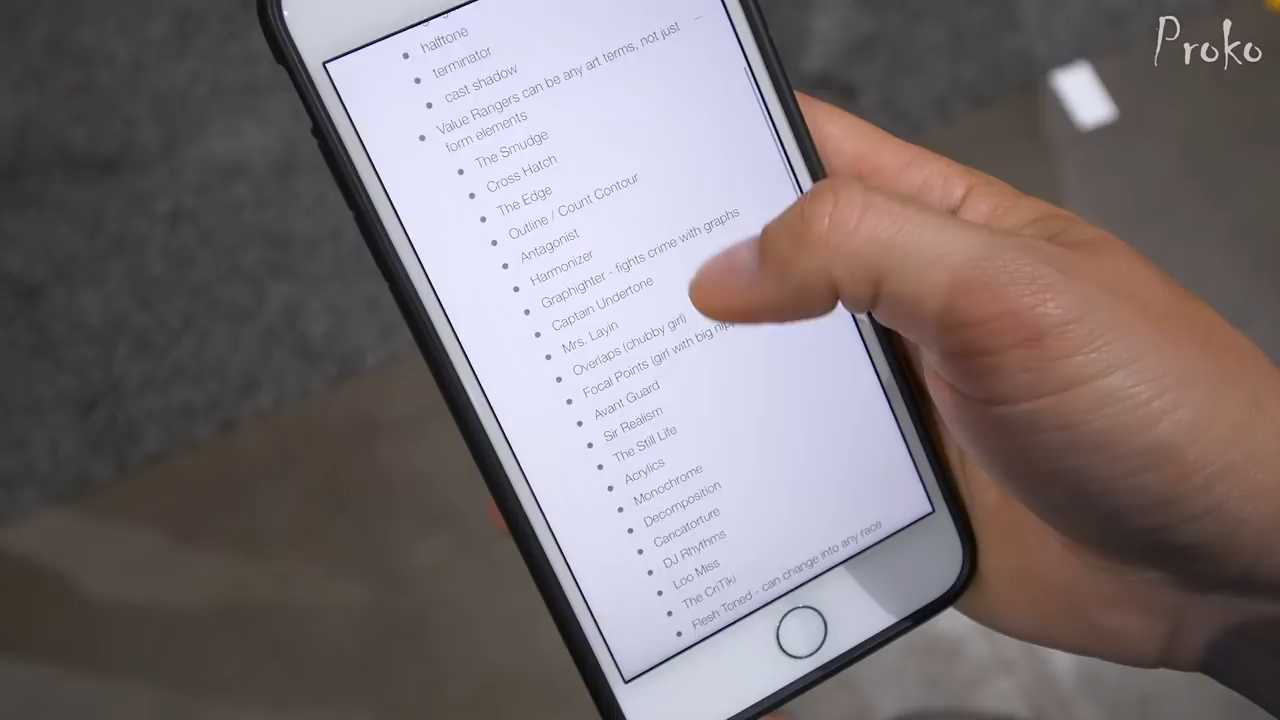 Proko
halftone
terminator
cast shadow
Value Rangers can be any art terms, not just
form elements
The Smudge
Cross Hatch
The Edge
Outline / Count Contour
Antagonist
Harmonizer
Graphighter - fights crime with graphs
Captain Undertone
Mrs. Layin
Overlaps (chubby girl)
Focal Points (girl with big
Avant Guard
Sir Realism
The Still Life
Acrylics
Monochrome
Decomposition
Caricatorture
DJ Rhythms
Loo Miss
The CriTiki
Flesh Toned - can change into any race